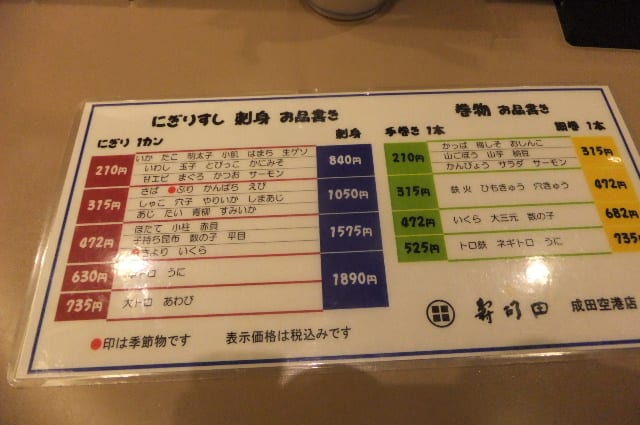 にぎりずし 刺身 お品書き
にぎり 1カン 刺身
210円
いか たこ 明太子 小肌 はまち 生ゲソ
いわし 玉子 とびっこ かにみそ
甘エビ まぐろ かつお サーモン
840円
315円
さば ●ぶり かんぱち えび
しゃこ 穴子 やりいか しまあじ
あじ たい 青柳 すみいか
1050円
472円
ほたて 小柱 赤貝
子持ち昆布 数の子 平目
さより いくら
1575円
630円
ネギトロ うに
735円
大トロ あわび
1890円
●印は季節物です 表示価格は税込みです
巻物 お品書き
手巻き 1本 細巻 1本
210円
かっぱ 梅しそ おしんこ
山ごぼう 山芋 納豆
かんぴょう サラダ サーモン
315円
315円
鉄火 ひもきゅう 穴きゅう
472円
472円
いくら 大三元 数の子
682円
525円
トロ鉄 ネギトロ うに
735円
寿司田 成田空港店